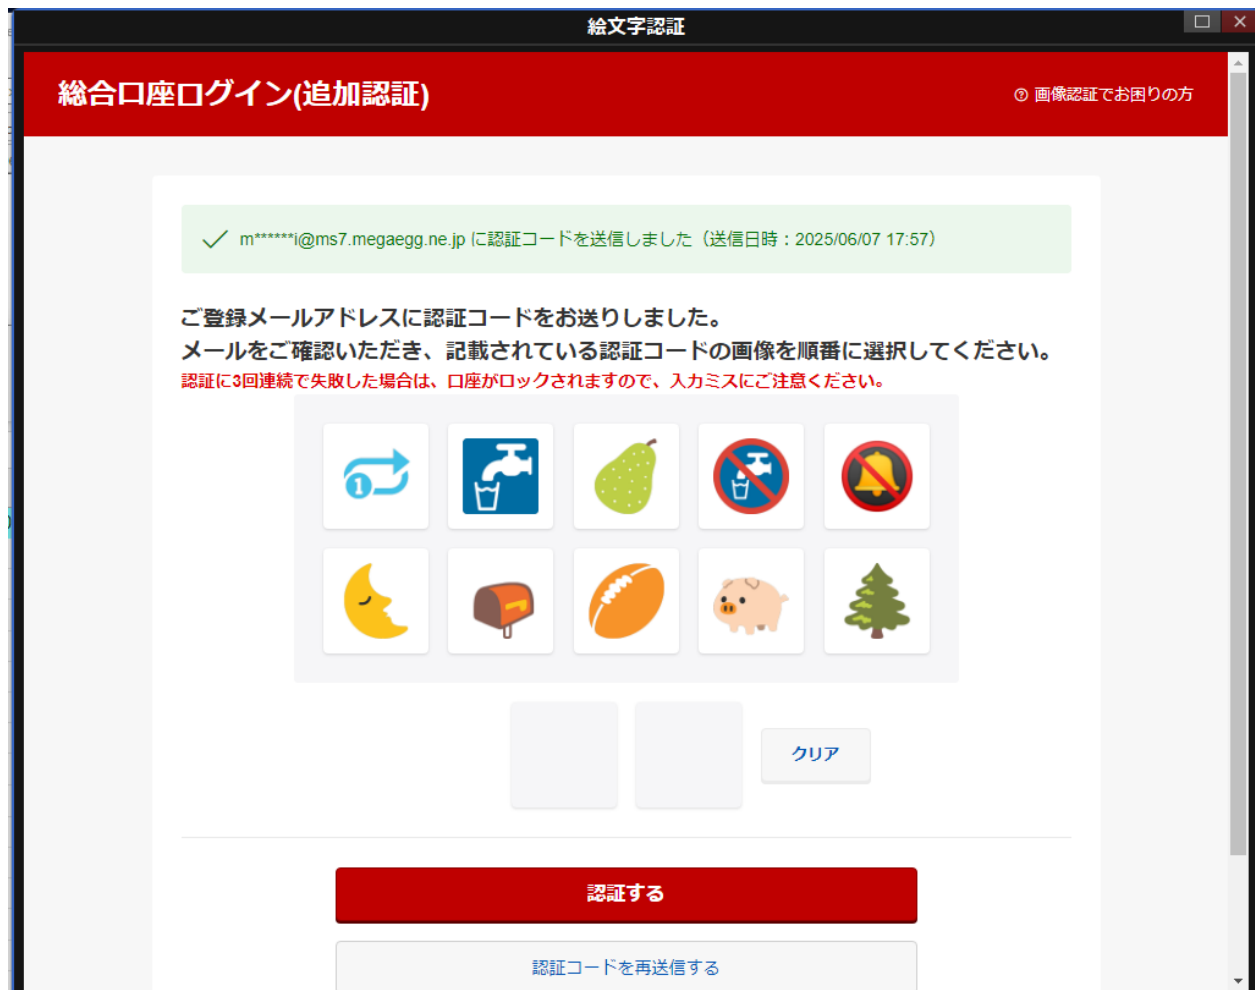 絵文字認証
総合口座ログイン(追加認証)
画像認証でお困りの方
m******i@ms7.megaegg.ne.jp に認証コードを送信しました（送信日時：2025/06/07 17:57）
ご登録メールアドレスに認証コードをお送りしました。
メールをご確認いただき、記載されている認証コードの画像を順番に選択してください。
認証に3回連続で失敗した場合は、口座がロックされますので、入力ミスにご注意ください。
1
クリア
認証する
認証コードを再送信する